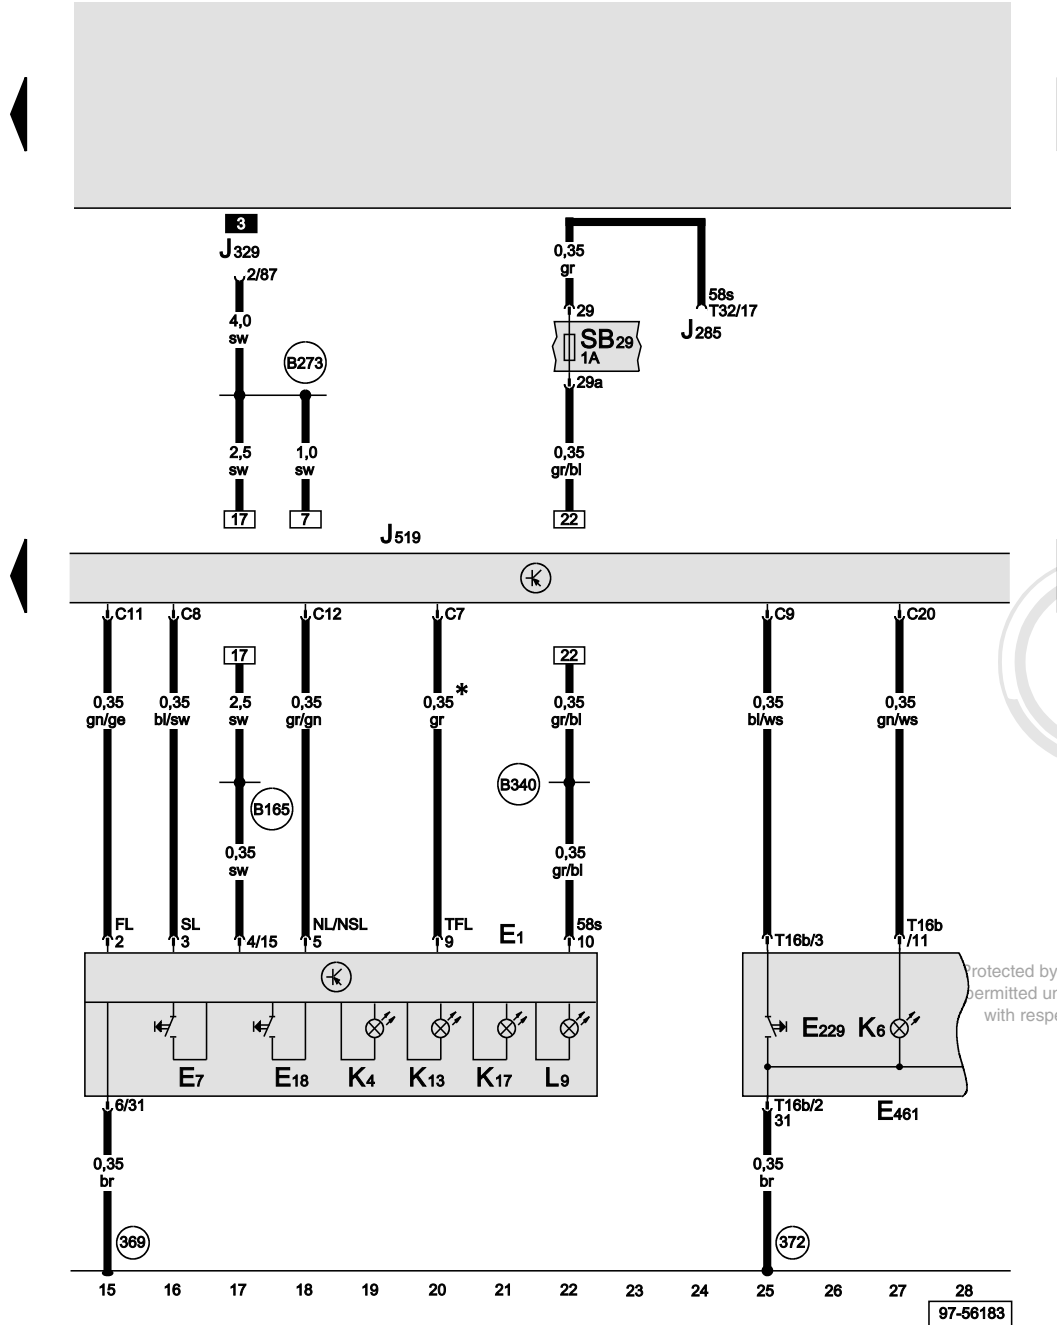 3
J329
2/87
4,0
sw
B273
2,5
sw
1,0
sw
17
7
0,35
gr
58s
T32/17
J285
29
SB29
1A
29a
0,35
gr/bl
22
J519
C11
C8
C12
C7
C9
C20
17
22
0,35
gn/ge
0,35
bl/sw
2,5
sw
0,35
gr/gn
0,35 *
gr
0,35
gr/bl
0,35
bl/ws
0,35
gn/ws
B165
B340
0,35
sw
0,35
gr/bl
FL
2
SL
3
4/15
NL/NSL
5
TFL
9
E1
58s
10
T16b/3
T16b
/11
Protected by
permitted
with
E7
E18
K4
K13
K17
L9
E229
K6
6/31
T16b/2
31
E461
0,35
br
0,35
br
369
372
15 16 17 18 19 20 21 22 23 24 25 26 27 28
97-56183